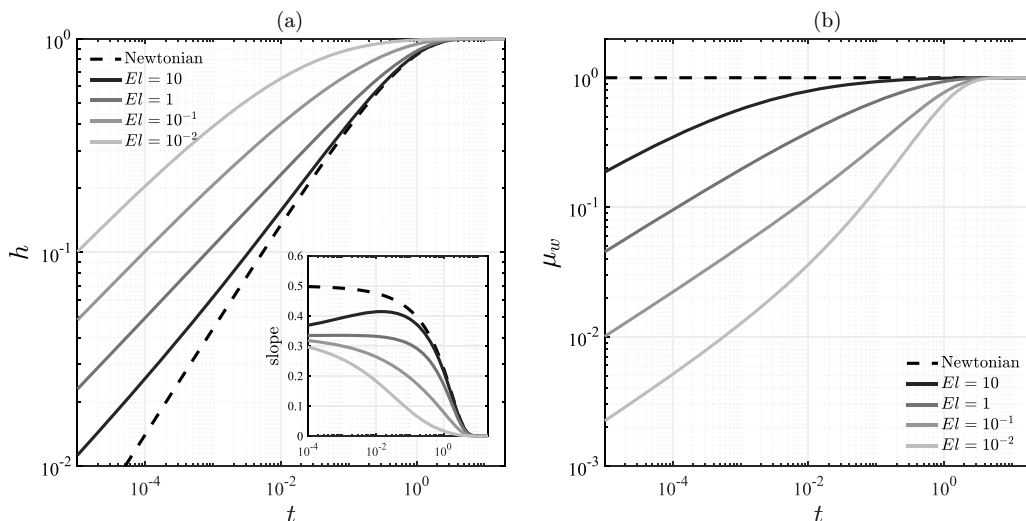 (a)
10^0
10^-1
10^-2
h
Newtonian
El = 10
El = 1
El = 10^-1
El = 10^-2
0.6
0.5
0.4
0.3
0.2
0.1
0
slope
10^-4 10^-2 10^0
10^-4 10^-2 10^0
t
(b)
10^0
10^-1
10^-2
10^-3
μ_w
Newtonian
El = 10
El = 1
El = 10^-1
El = 10^-2
10^-4 10^-2 10^0
t